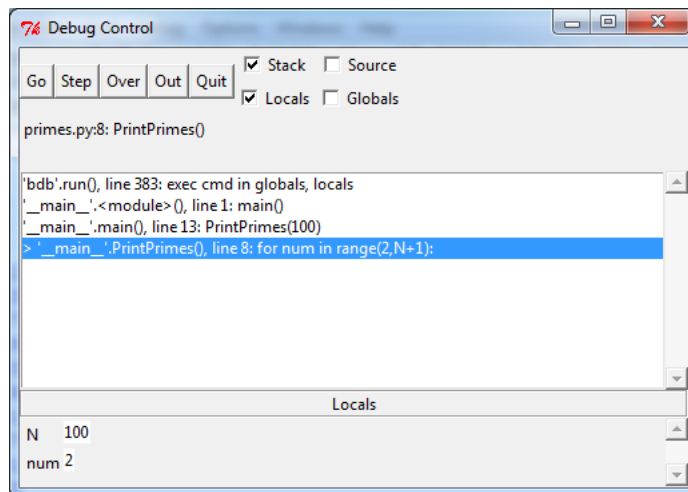 Debug Control
Go Step Over Out Quit
Stack Source
Locals Globals
primes.py:8: PrintPrimes()
'bdb'.run(), line 383: exec cmd in globals, locals
'__main__'.<module>(), line 1: main()
'__main__'.main(), line 13: PrintPrimes(100)
> '__main__'.PrintPrimes(), line 8: for num in range(2,N+1):
Locals
N 100
num 2